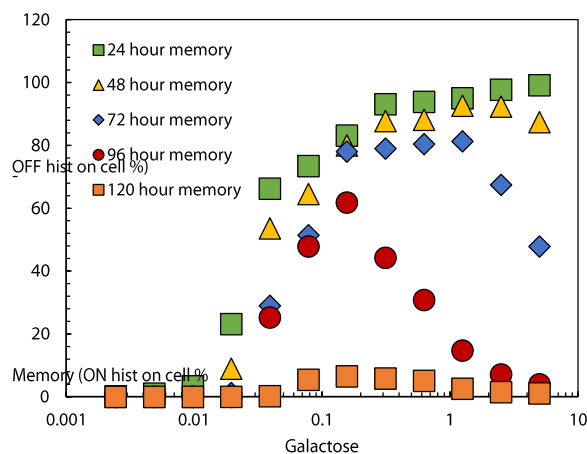 120
100
80
60
40
20
0
24 hour memory
48 hour memory
72 hour memory
96 hour memory
120 hour memory
OFF hist on cell %)
-
Memory (ON hist on cell %
0.001
0.01
0.1
1
10
Galactose